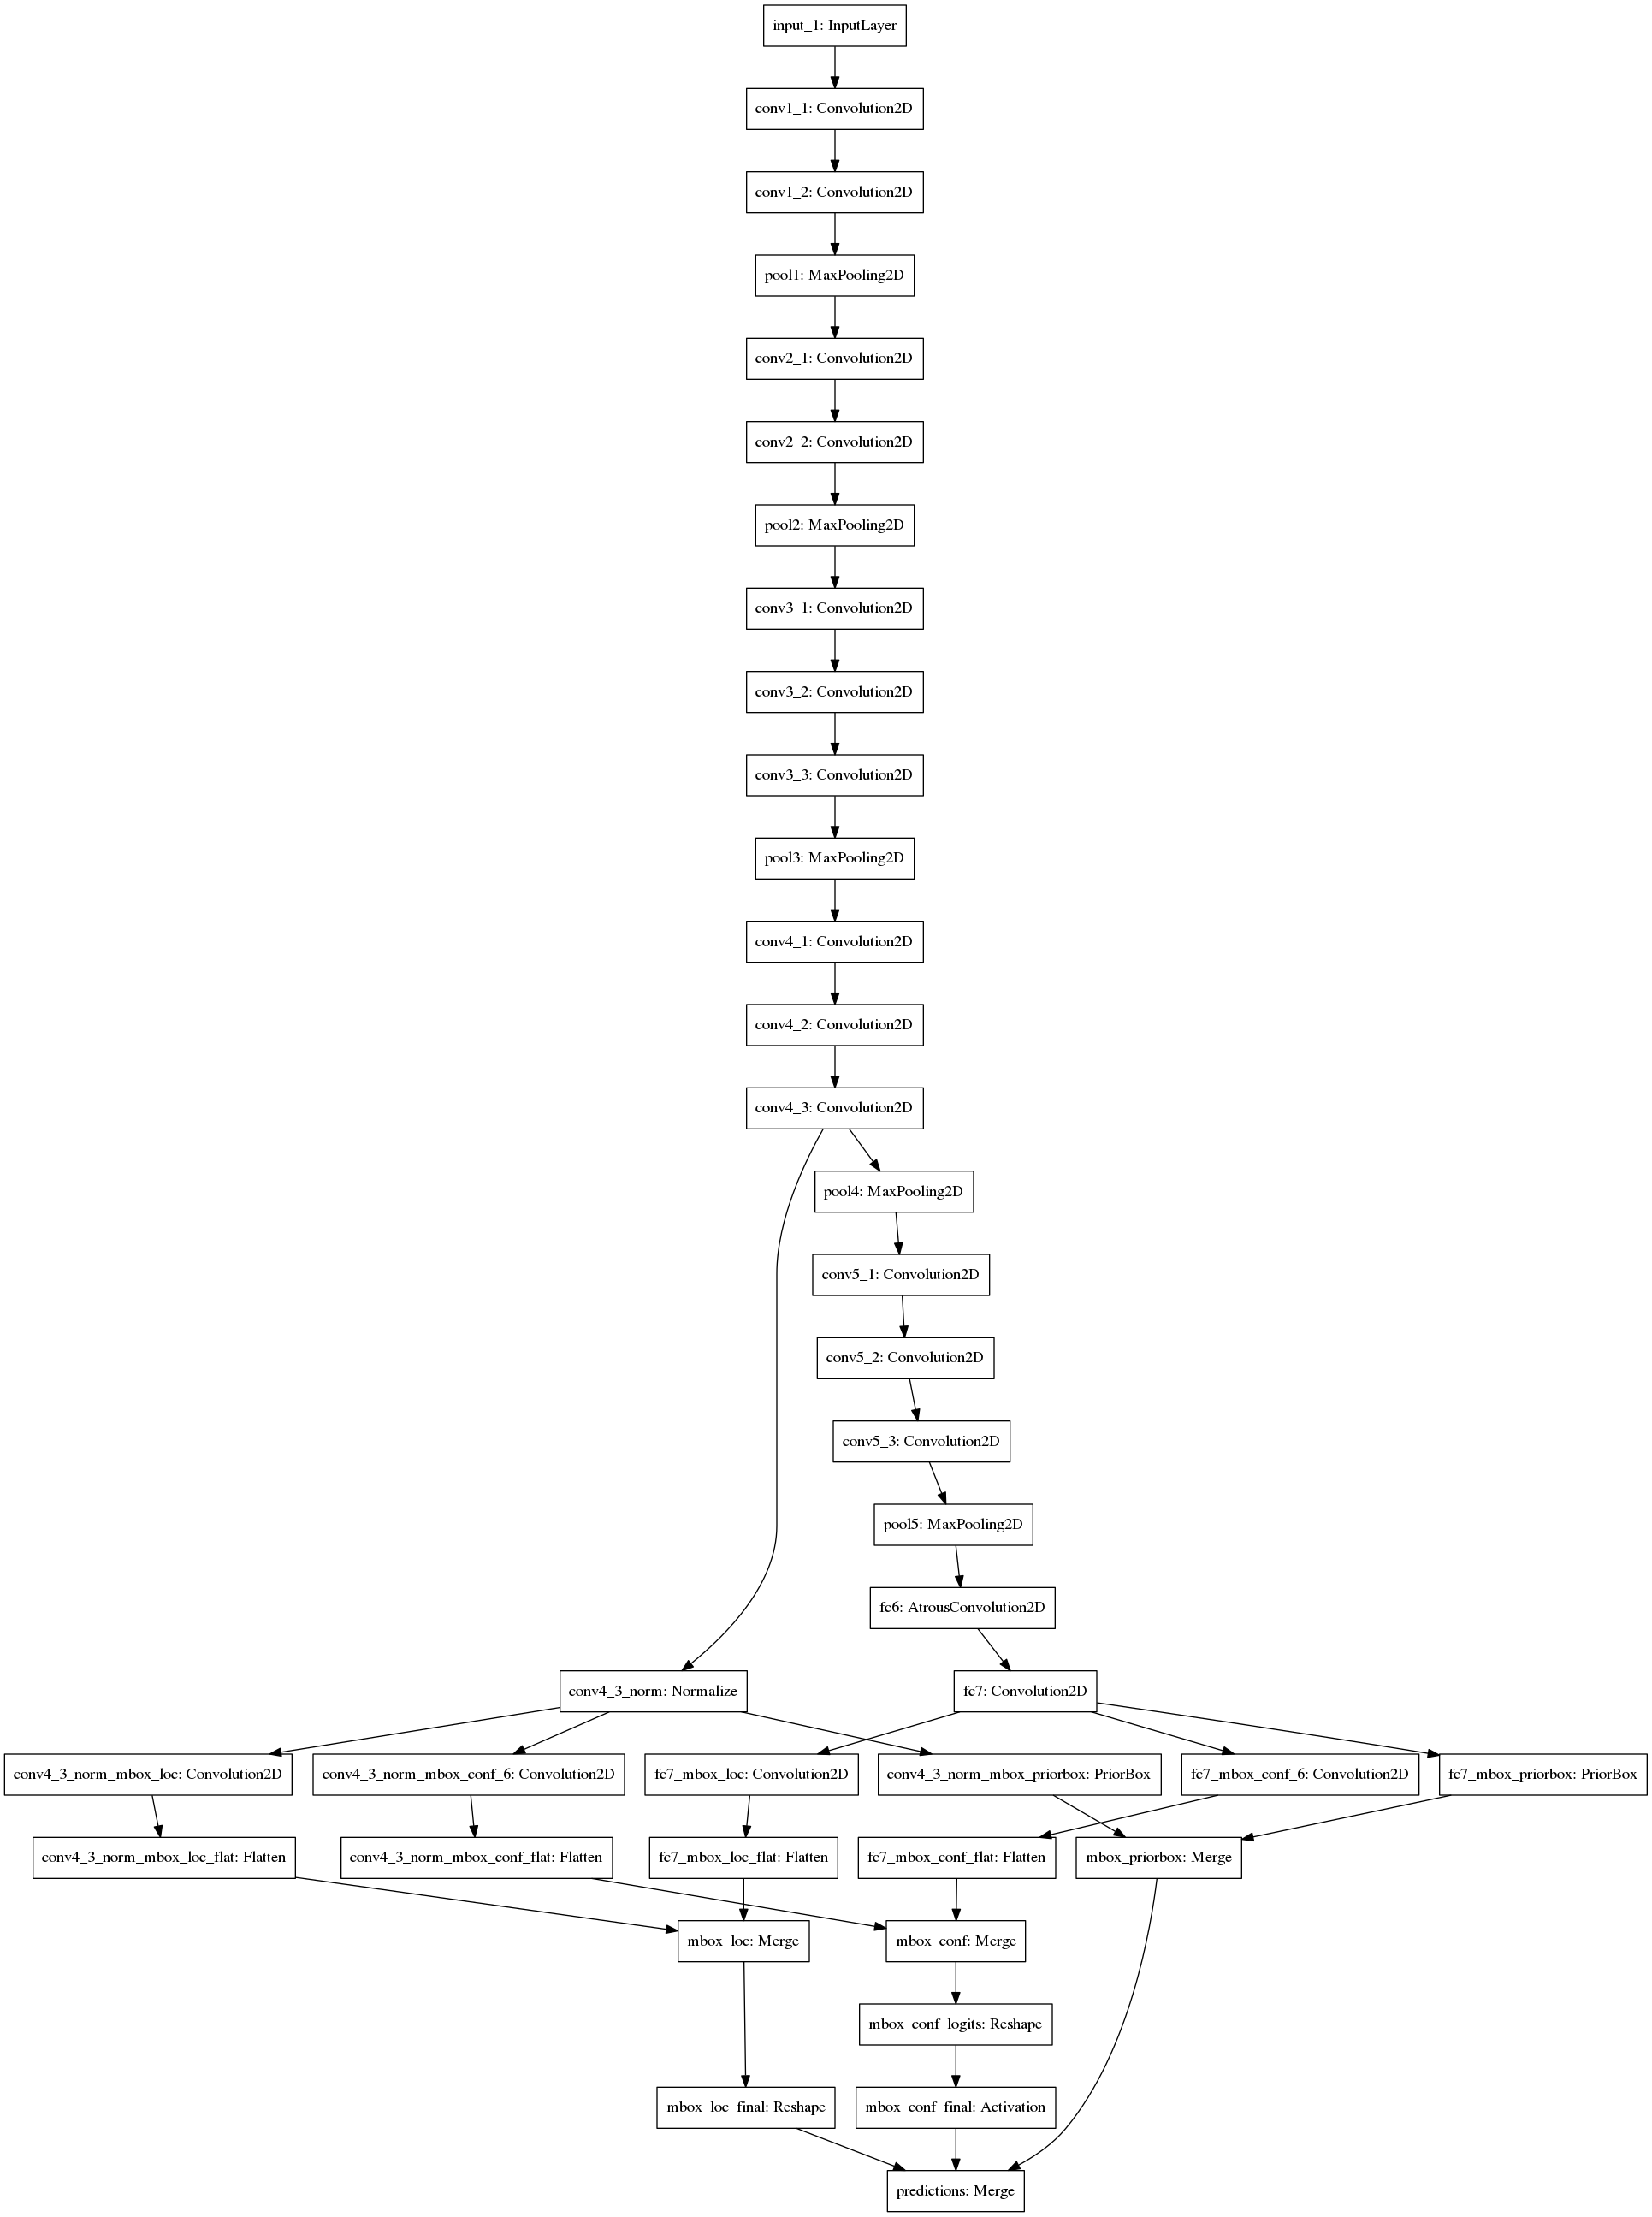 input_1: InputLayer
conv1_1: Convolution2D
conv1_2: Convolution2D
pool1: MaxPooling2D
conv2_1: Convolution2D
conv2_2: Convolution2D
pool2: MaxPooling2D
conv3_1: Convolution2D
conv3_2: Convolution2D
conv3_3: Convolution2D
pool3: MaxPooling2D
conv4_1: Convolution2D
conv4_2: Convolution2D
conv4_3: Convolution2D
pool4: MaxPooling2D
conv5_1: Convolution2D
conv5_2: Convolution2D
conv5_3: Convolution2D
pool5: MaxPooling2D
fc6: AtrousConvolution2D
conv4_3_norm: Normalize
fc7: Convolution2D
conv4_3_norm_mbox_loc: Convolution2D
conv4_3_norm_mbox_conf_6: Convolution2D
fc7_mbox_loc: Convolution2D
conv4_3_norm_mbox_priorbox: PriorBox
fc7_mbox_conf_6: Convolution2D
fc7_mbox_priorbox: PriorBox
conv4_3_norm_mbox_loc_flat: Flatten
conv4_3_norm_mbox_conf_flat: Flatten
fc7_mbox_loc_flat: Flatten
fc7_mbox_conf_flat: Flatten
mbox_priorbox: Merge
mbox_loc: Merge
mbox_conf: Merge
mbox_conf_logits: Reshape
mbox_loc_final: Reshape
mbox_conf_final: Activation
predictions: Merge